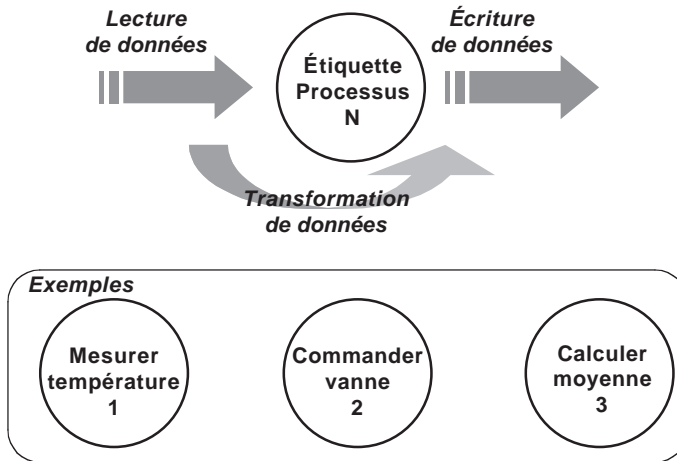 Lecture
de données
Écriture
de données
Étiquette
Processus
N
Transformation
de données
Exemples
Mesurer
température
1
Commander
vanne
2
Calculer
moyenne
3